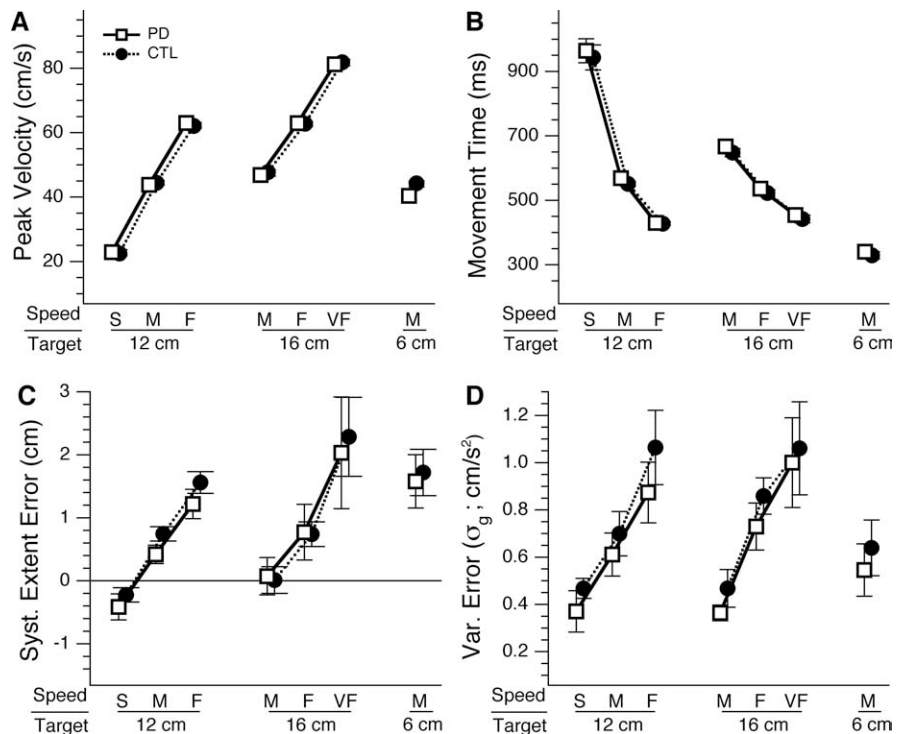 A
PD
CTL
Peak Velocity (cm/s)
80
60
40
20
Speed S M F M F VF M
Target 12 cm 16 cm 6 cm
B
Movement Time (ms)
900
700
500
300
Speed S M F M F VF M
Target 12 cm 16 cm 6 cm
C
Syst. Extent Error (cm)
3
2
1
0
-1
Speed S M F M F VF M
Target 12 cm 16 cm 6 cm
D
Var. Error (σg ; cm/s²)
1.2
1.0
0.8
0.6
0.4
0.2
Speed S M F M F VF M
Target 12 cm 16 cm 6 cm